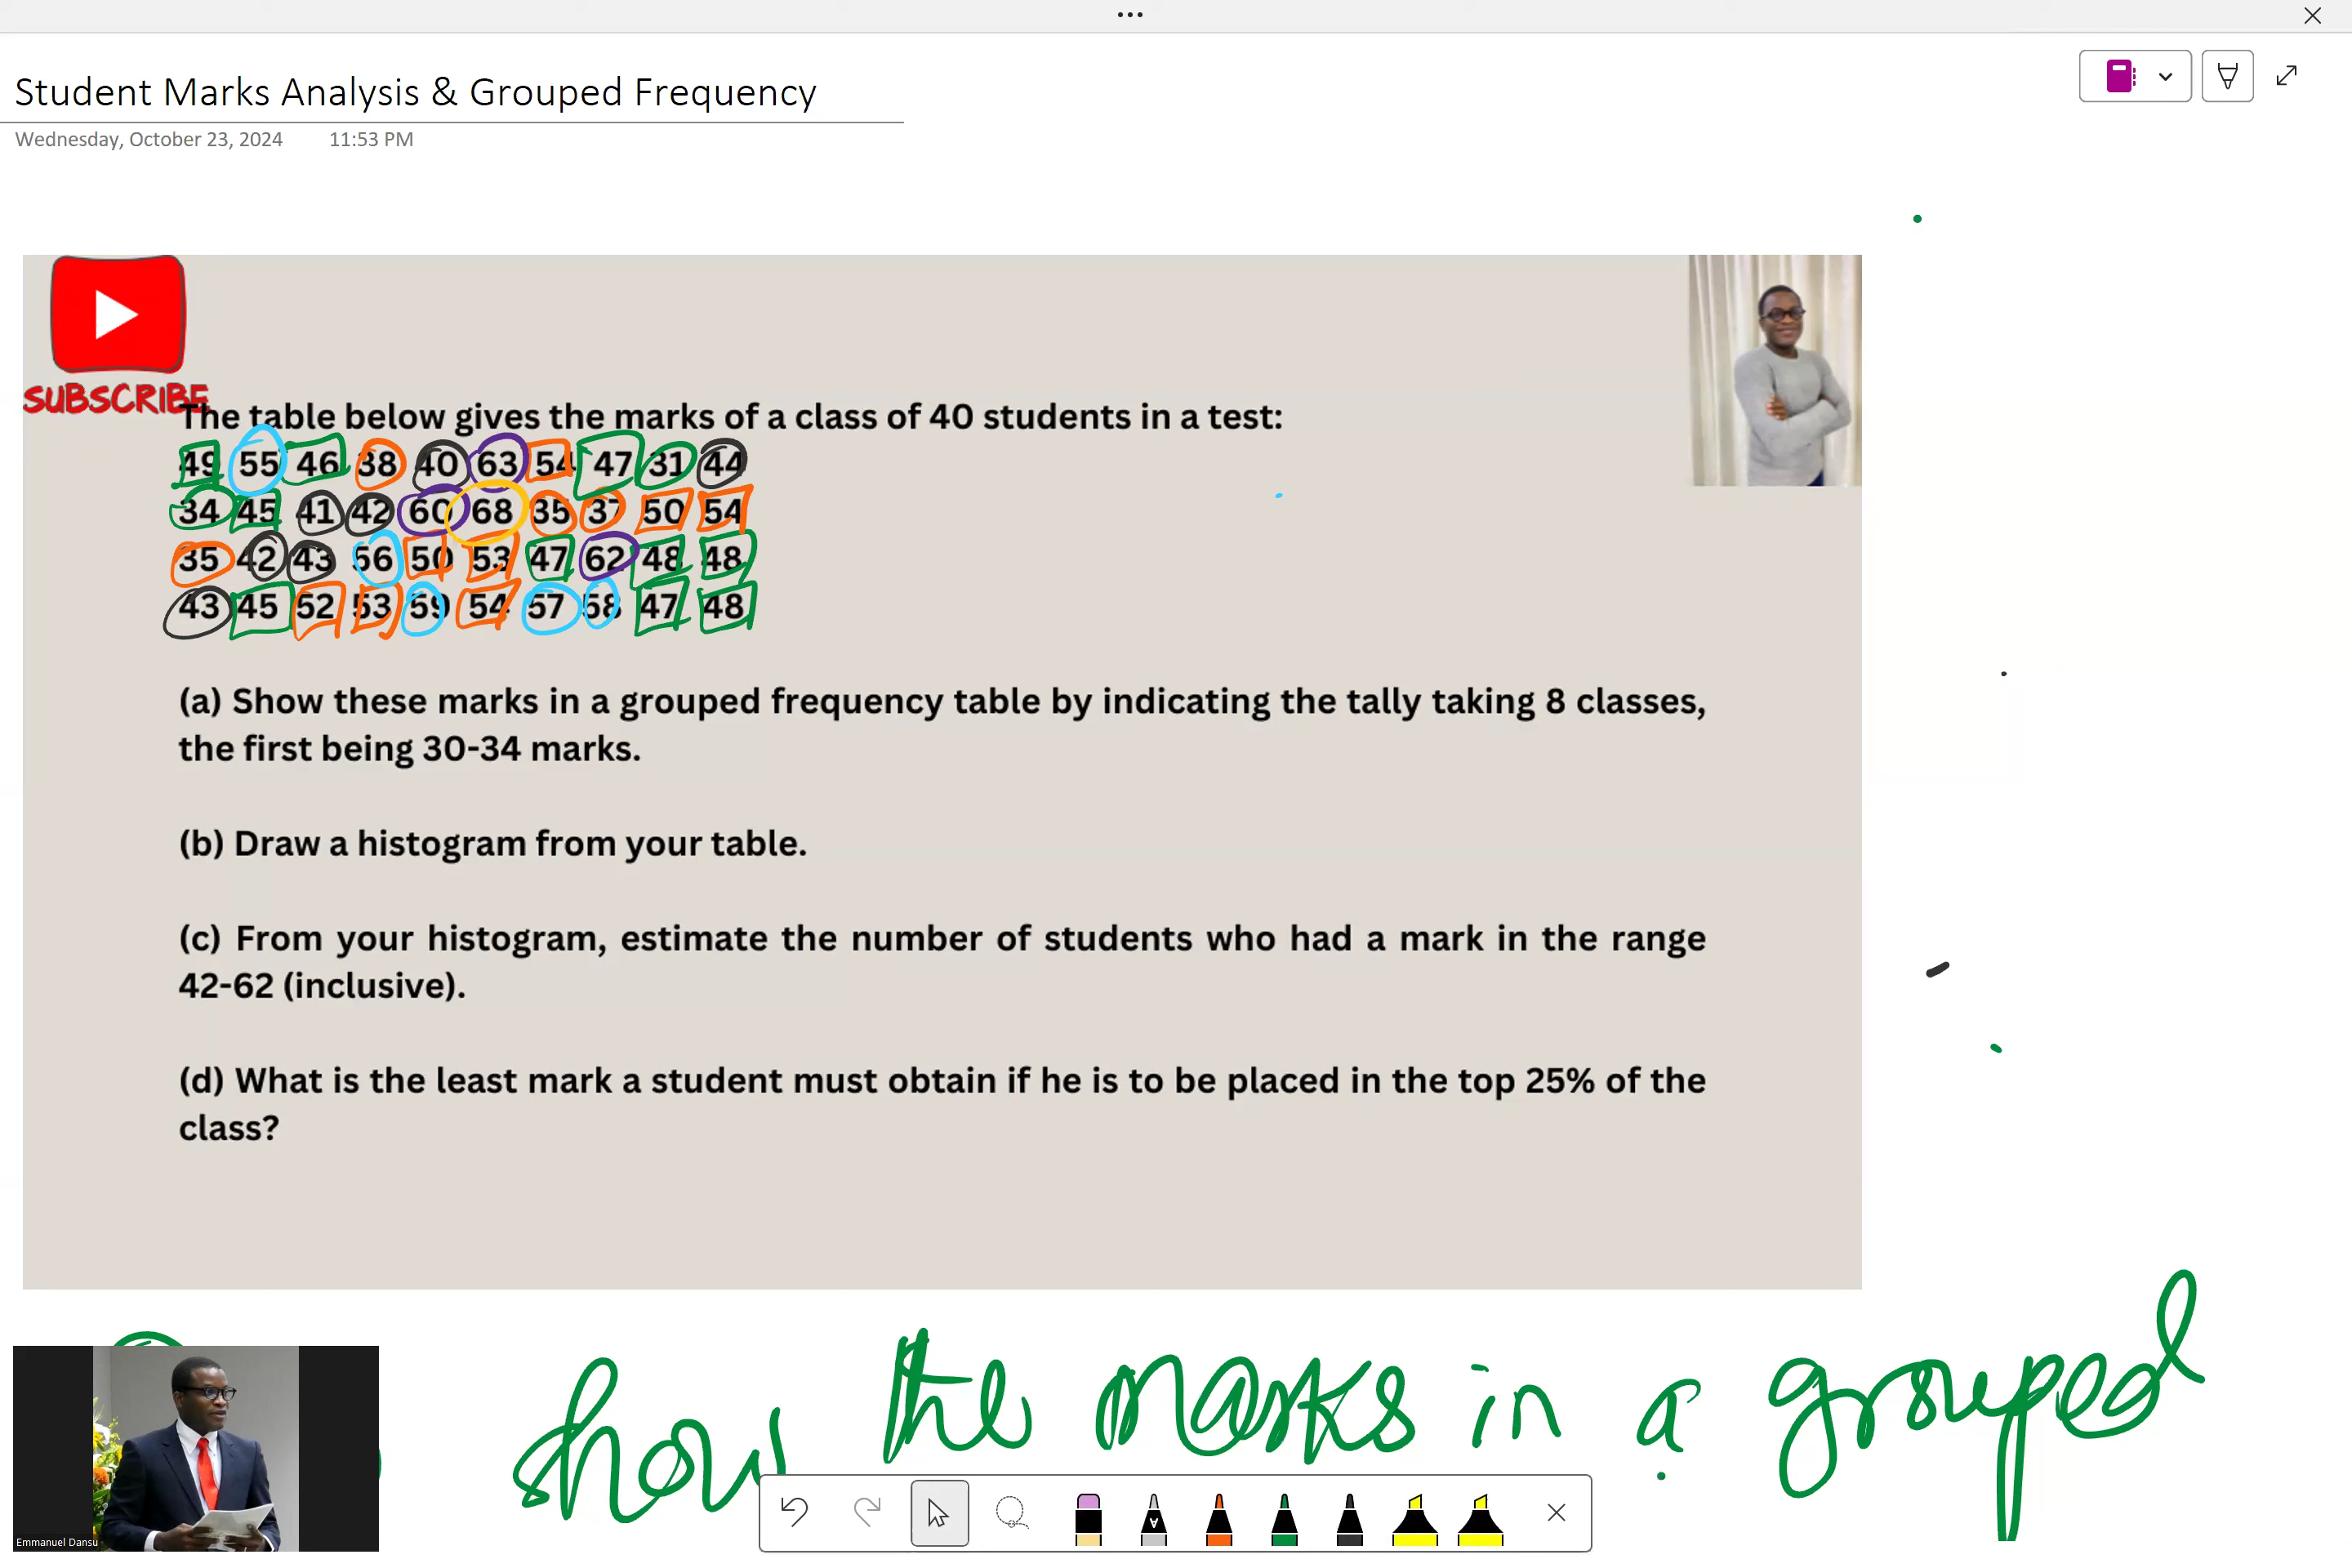 Student Marks Analysis & Grouped Frequency
Wednesday, October 23, 2024 11:53 PM
SUBSCRIBE
The table below gives the marks of a class of 40 students in a test:
49 55 46 38 40 63 54 47 31 44
34 45 41 42 60 68 35 37 50 54
35 42 43 56 50 53 47 62 48 48
43 45 52 53 59 54 57 58 47 48
(a) Show these marks in a grouped frequency table by indicating the tally taking 8 classes,
the first being 30-34 marks.
(b) Draw a histogram from your table.
(c) From your histogram, estimate the number of students who had a mark in the range
42-62 (inclusive).
(d) What is the least mark a student must obtain if he is to be placed in the top 25% of the
class?
show the marks in a grouped
Emmanuel Dansu